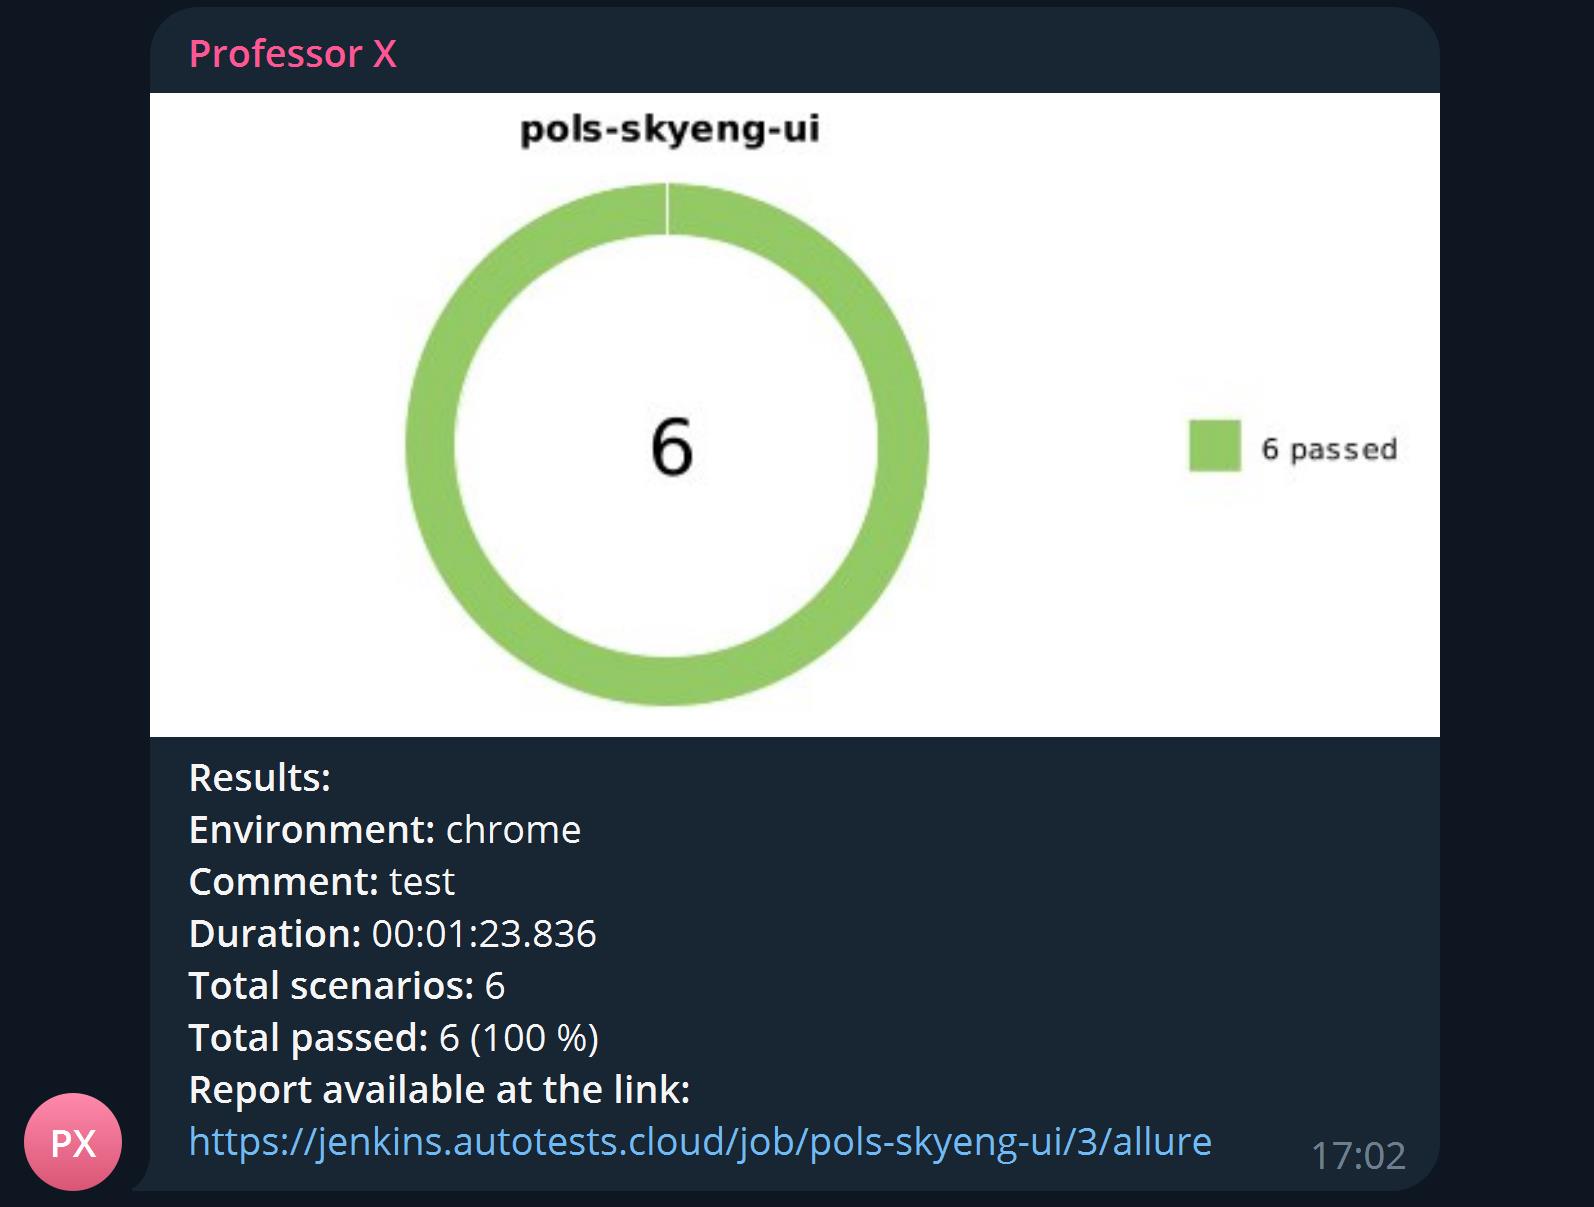 Professor X
pols-skyeng-ui
6
6 passed
Results:
Environment: chrome
Comment: test
Duration: 00:01:23.836
Total scenarios: 6
Total passed: 6 (100 %)
Report available at the link:
https://jenkins.autotests.cloud/job/pols-skyeng-ui/3/allure
17:02
PX